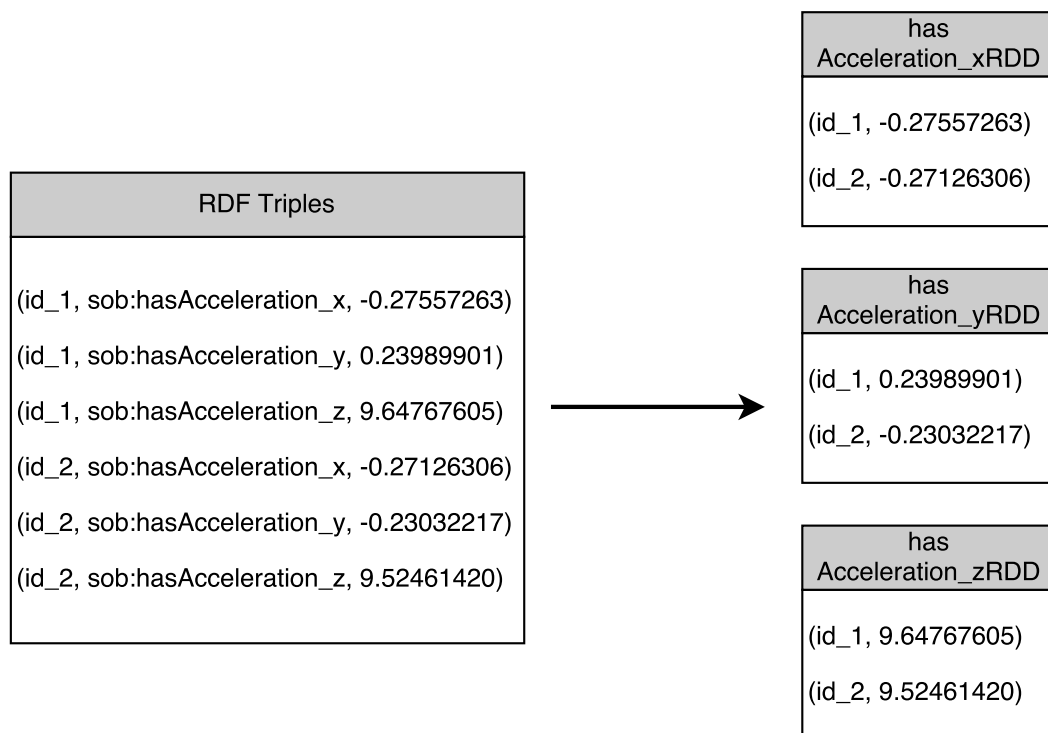 RDF Triples
(id_1, sob:hasAcceleration_x, -0.27557263)
(id_1, sob:hasAcceleration_y, 0.23989901)
(id_1, sob:hasAcceleration_z, 9.64767605)
(id_2, sob:hasAcceleration_x, -0.27126306)
(id_2, sob:hasAcceleration_y, -0.23032217)
(id_2, sob:hasAcceleration_z, 9.52461420)
has
Acceleration_xRDD
(id_1, -0.27557263)
(id_2, -0.27126306)
has
Acceleration_yRDD
(id_1, 0.23989901)
(id_2, -0.23032217)
has
Acceleration_zRDD
(id_1, 9.64767605)
(id_2, 9.52461420)